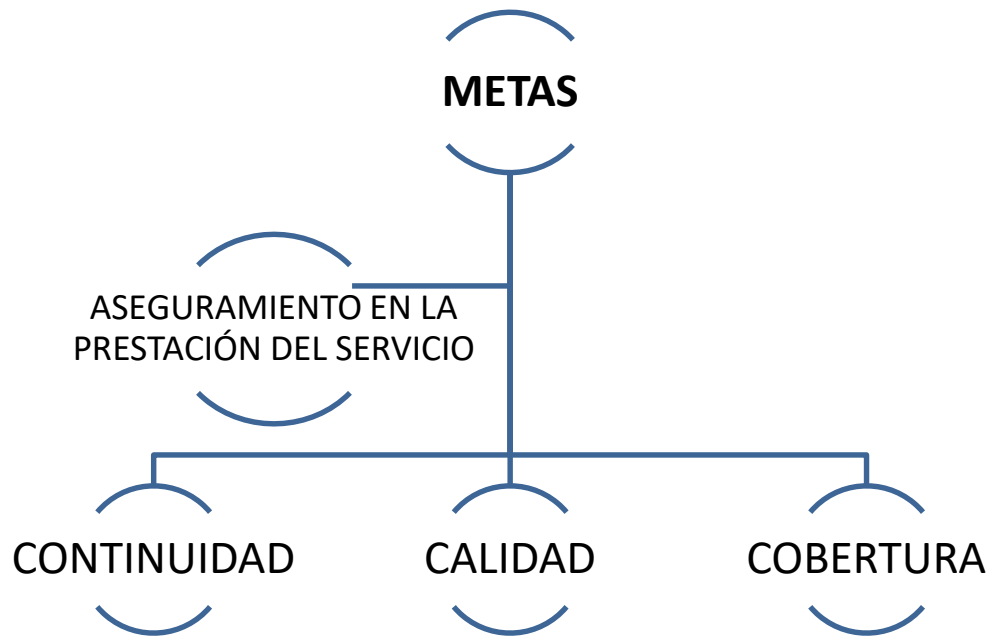 METAS
ASEGURAMIENTO EN LA
PRESTACIÓN DEL SERVICIO
CONTINUIDAD
CALIDAD
COBERTURA